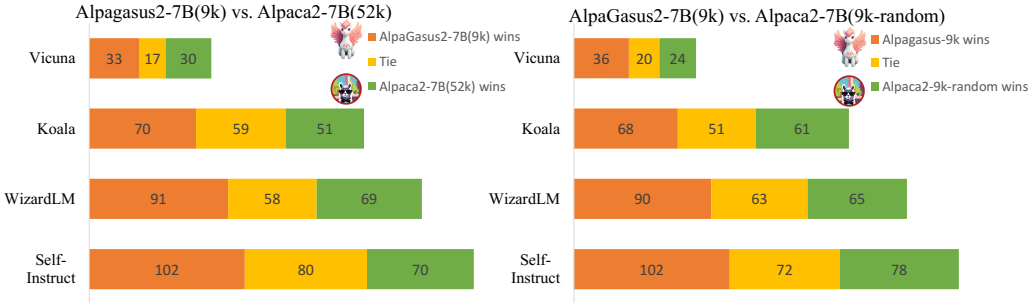 Alpagasus2-7B(9k) vs. Alpaca2-7B(52k)
AlpaGasus2-7B(9k) wins
Tie
Alpaca2-7B(52k) wins
Vicuna
33 17 30
Koala
70 59 51
WizardLM
91 58 69
Self-
Instruct
102 80 70
AlpaGasus2-7B(9k) vs. Alpaca2-7B(9k-random)
Alpagasus-9k wins
Tie
Alpaca2-9k-random wins
Vicuna
36 20 24
Koala
68 51 61
WizardLM
90 63 65
Self-
Instruct
102 72 78